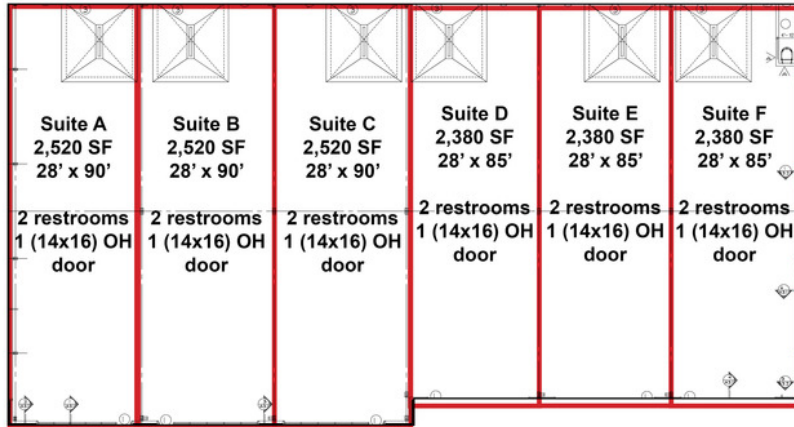 Suite A
2,520 SF
28' x 90'
2 restrooms
1 (14x16) OH
door
Suite B
2,520 SF
28' x 90'
2 restrooms
1 (14x16) OH
door
Suite C
2,520 SF
28' x 90'
2 restrooms
1 (14x16) OH
door
Suite D
2,380 SF
28' x 85'
2 restrooms
1 (14x16) OH
door
Suite E
2,380 SF
28' x 85'
2 restrooms
1 (14x16) OH
door
Suite F
2,380 SF
28' x 85'
2 restrooms
1 (14x16) OH
door